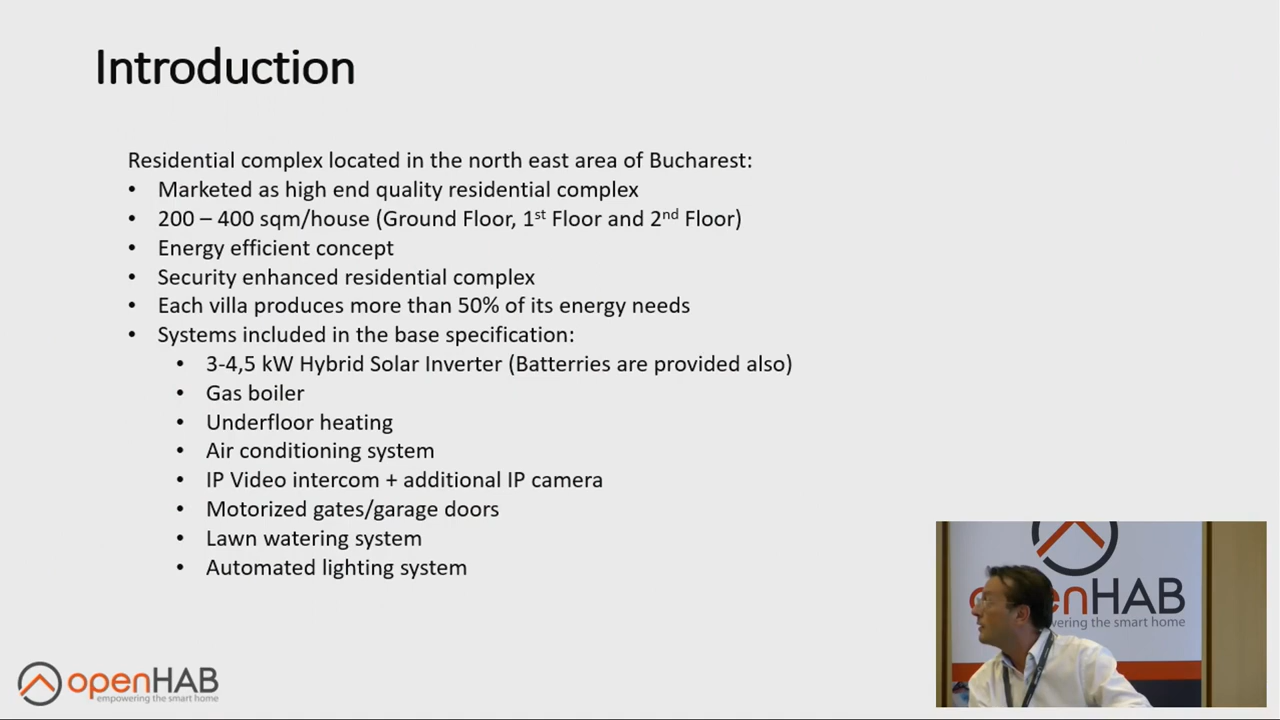 Introduction
Residential complex located in the north east area of Bucharest:
• Marketed as high end quality residential complex
• 200 – 400 sqm/house (Ground Floor, 1st Floor and 2nd Floor)
• Energy efficient concept
• Security enhanced residential complex
• Each villa produces more than 50% of its energy needs
• Systems included in the base specification:
• 3-4,5 kW Hybrid Solar Inverter (Batterries are provided also)
• Gas boiler
• Underfloor heating
• Air conditioning system
• IP Video intercom + additional IP camera
• Motorized gates/garage doors
• Lawn watering system
• Automated lighting system
openHAB
empowering the smart home
enHAB
wering the smart home